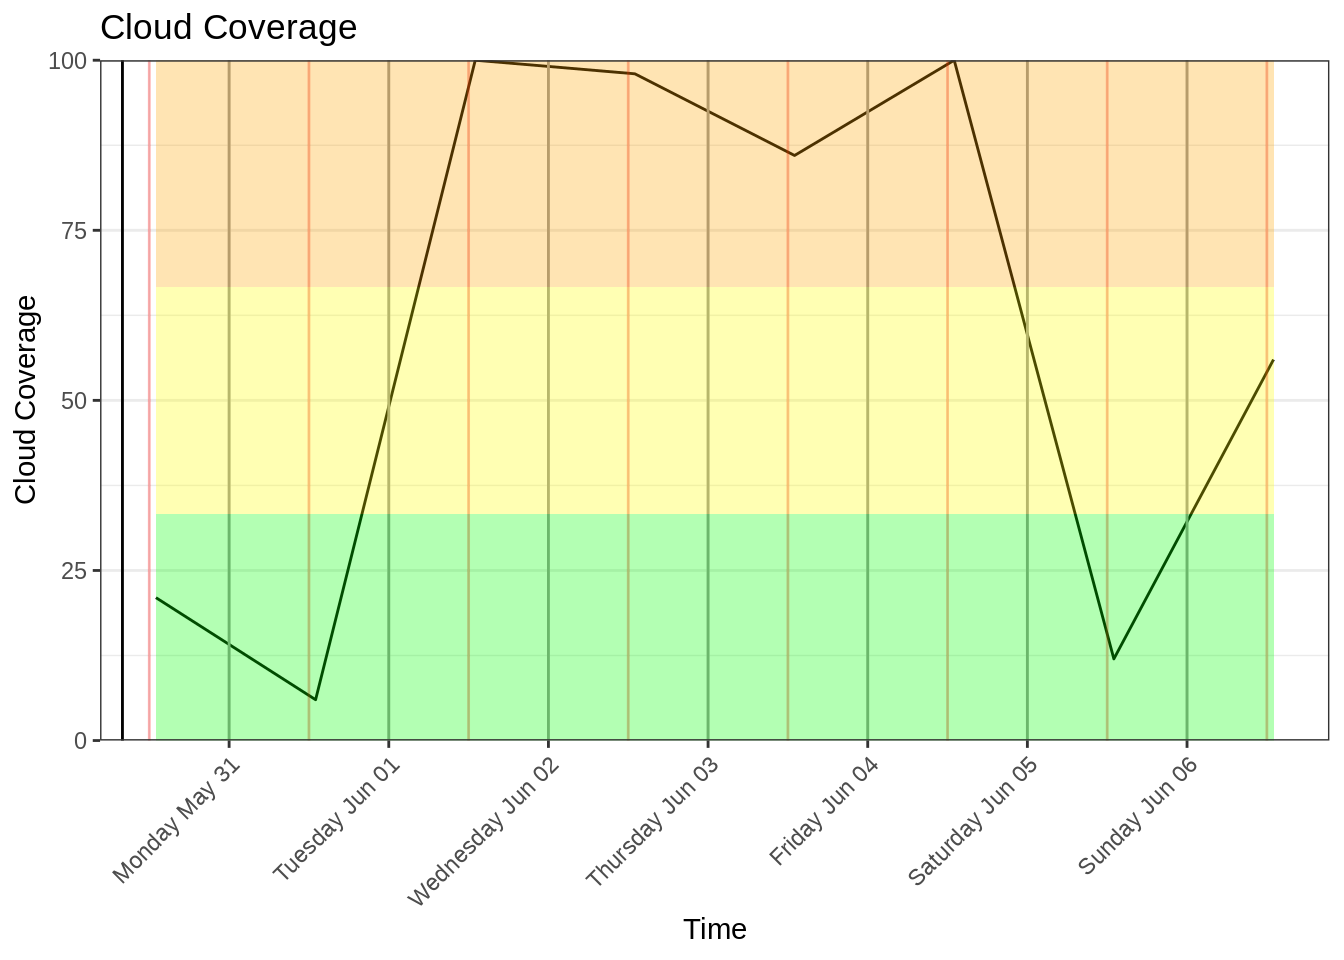 Cloud Coverage
100
75
50
25
0
Cloud Coverage
Monday May 31
Tuesday Jun 01
Wednesday Jun 02
Thursday Jun 03
Friday Jun 04
Saturday Jun 05
Sunday Jun 06
Time